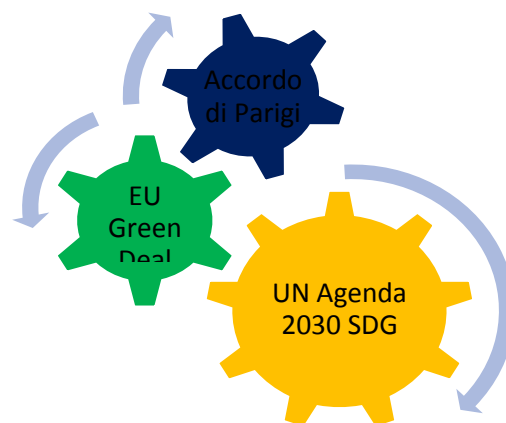 Accordo
di Parigi
EU
Green
Deal
UN Agenda
2030 SDG